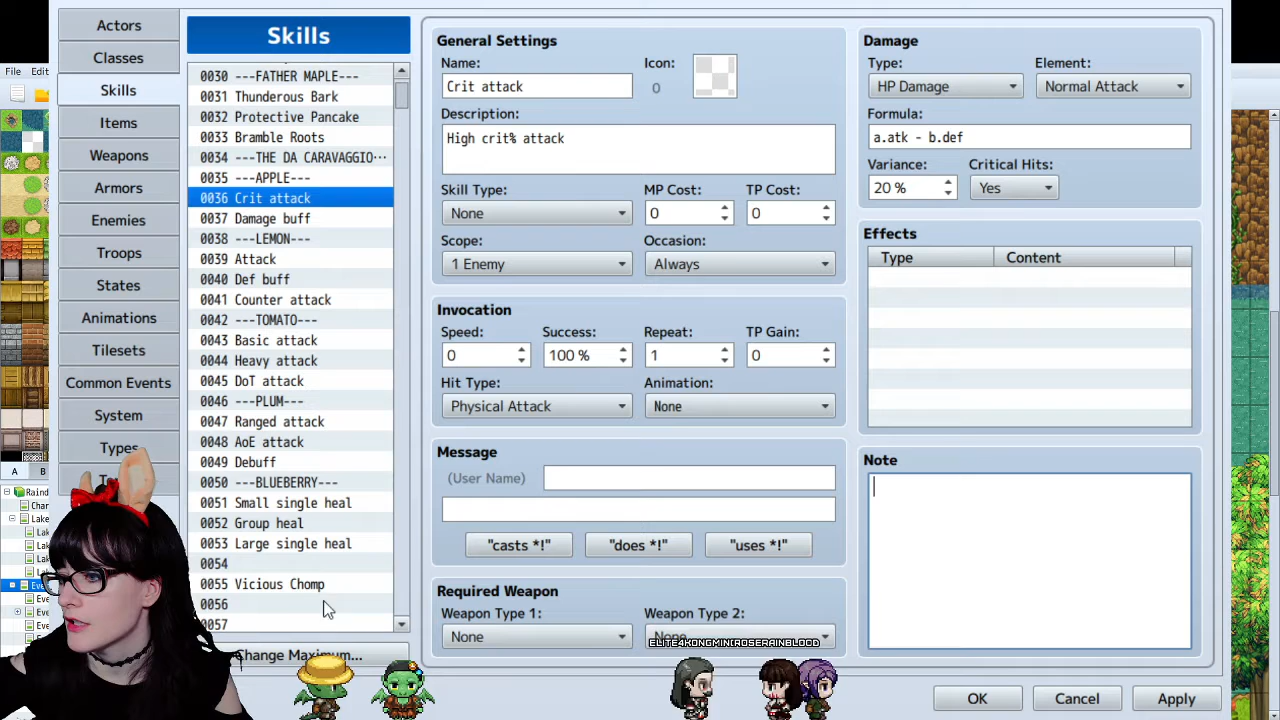 Actors
Classes
Skills
Items
Weapons
Armors
Enemies
Troops
States
Animations
Tilesets
Common Events
System
Types
File
A
B
Skills
0030 ---FATHER MAPLE---
0031 Thunderous Bark
0032 Protective Pancake
0033 Bramble Roots
0034 ---THE DA CARAVAGGIO…
0035 ---APPLE---
0036 Crit attack
0037 Damage buff
0038 ---LEMON---
0039 Attack
0040 Def buff
0041 Counter attack
0042 ---TOMATO---
0043 Basic attack
0044 Heavy attack
0045 DoT attack
0046 ---PLUM---
0047 Ranged attack
0048 AoE attack
0049 Debuff
0050 ---BLUEBERRY---
0051 Small single heal
0052 Group heal
0053 Large single heal
0054
0055 Vicious Chomp
0056
0057
Change Maximum...
General Settings
Name:
Icon:
Crit attack
0
Description:
High crit% attack
Skill Type:
MP Cost:
TP Cost:
None
0
0
Scope:
Occasion:
1 Enemy
Always
Invocation
Speed:
Success:
Repeat:
TP Gain:
0
100 %
1
0
Hit Type:
Animation:
Physical Attack
None
Message
(User Name)
"casts *!"
"does *!"
"uses *!"
Required Weapon
Weapon Type 1:
Weapon Type 2:
None
None
ELITE4KONGMIN(ROSERAINBLOOD
Damage
Type:
Element:
HP Damage
Normal Attack
Formula:
a.atk - b.def
Variance:
Critical Hits:
20 %
Yes
Effects
Type
Content
Note
OK
Cancel
Apply